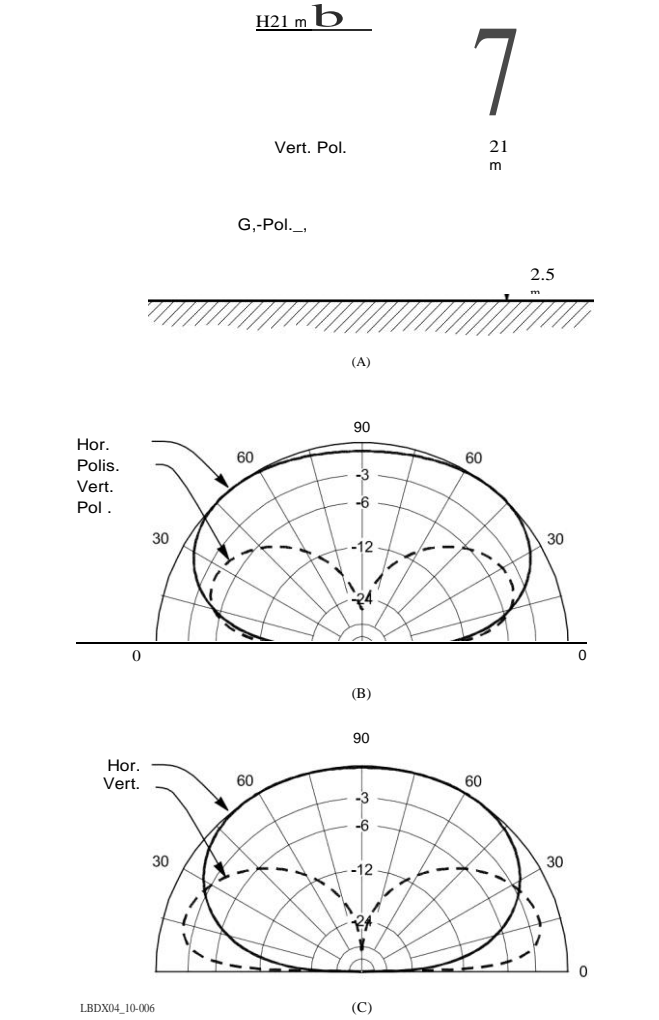 H21 m b
7
Vert. Pol.
21
m
G,-Pol._,
2.5
m
(A)
90
Hor.
Polis.
Vert.
Pol .
60
60
-3
-6
30
30
-12
-24
0
0
(B)
90
Hor.
Vert.
60
60
-3
-6
30
30
-12
-24
0
LBDX04_10-006
(C)